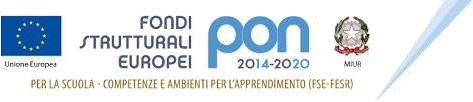 FONDI
STRUTTURALI
EUROPEI
pon
2014-2020
Unione Europea
MIUR
PER LA SCUOLA - COMPETENZE E AMBIENTI PER L'APPRENDIMENTO (FSE-FESR)